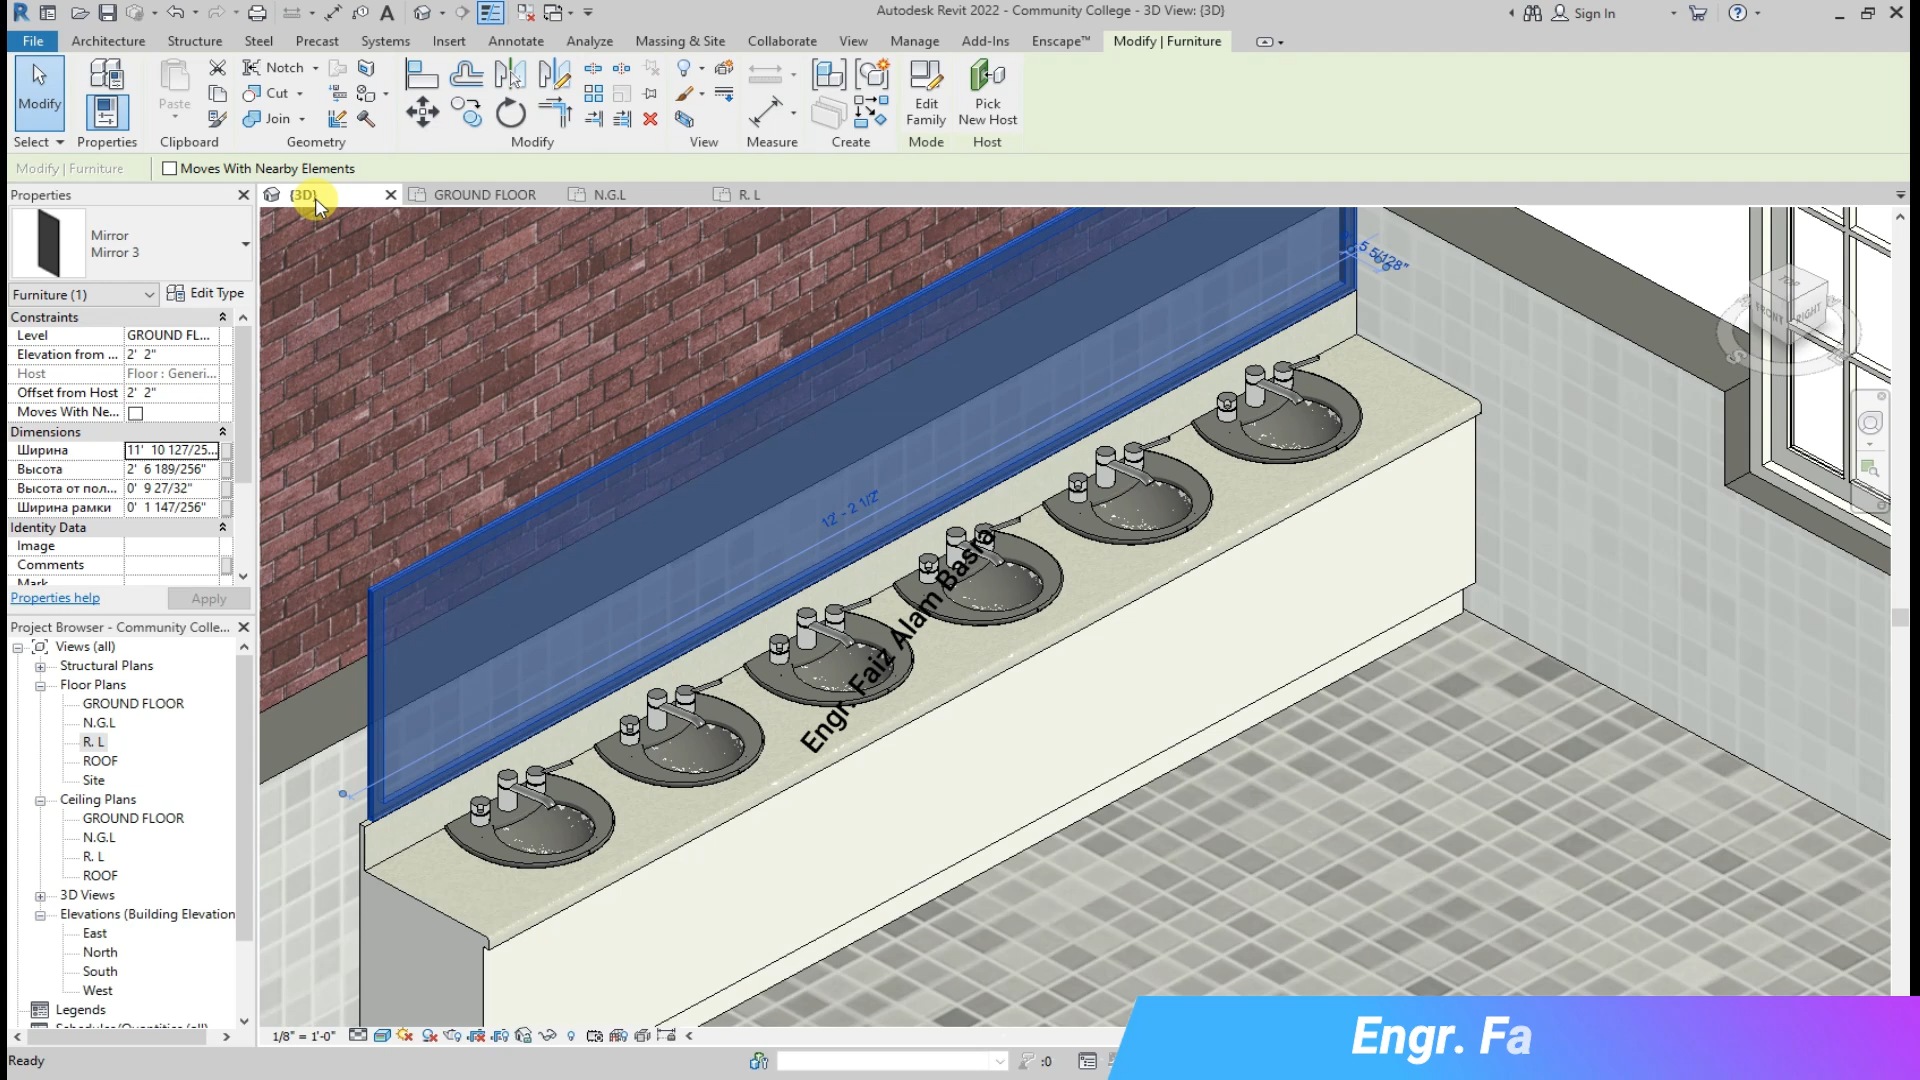 Autodesk Revit 2022 - Community College - 3D View: {3D}
Sign In
File Architecture Structure Steel Precast Systems Insert Annotate Analyze Massing & Site Collaborate View Manage Add-Ins Enscape™ Modify | Furniture
Modify
Paste
Notch
Cut
Join
Edit
Family
Pick
New Host
Select Properties Clipboard Geometry Modify View Measure Create Mode Host
Modify | Furniture Moves With Nearby Elements
Properties
{3D} GROUND FLOOR N.G.L R. L
Mirror
Mirror 3
Furniture (1) Edit Type
Constraints
Level GROUND FL...
Elevation from ... 2' 2"
Host Floor : Generi...
Offset from Host 2' 2"
Moves With Ne...
Dimensions
Ширина 11' 10 127/25...
Высота 2' 6 189/256"
Высота от пол... 0' 9 27/32"
Ширина рамки 0' 1 147/256"
Identity Data
Image
Comments
Mark
Properties help Apply
Project Browser - Community Colle...
Views (all)
Structural Plans
Floor Plans
GROUND FLOOR
N.G.L
R. L
ROOF
Site
Ceiling Plans
GROUND FLOOR
N.G.L
R. L
ROOF
3D Views
Elevations (Building Elevation
East
North
South
West
Legends
TOP
FRONT
RIGHT
5 5/128"
12' - 2 1/2"
Engr. Faiz Alam Basra
1/8" = 1'-0"
Ready
:0
Engr. Fa